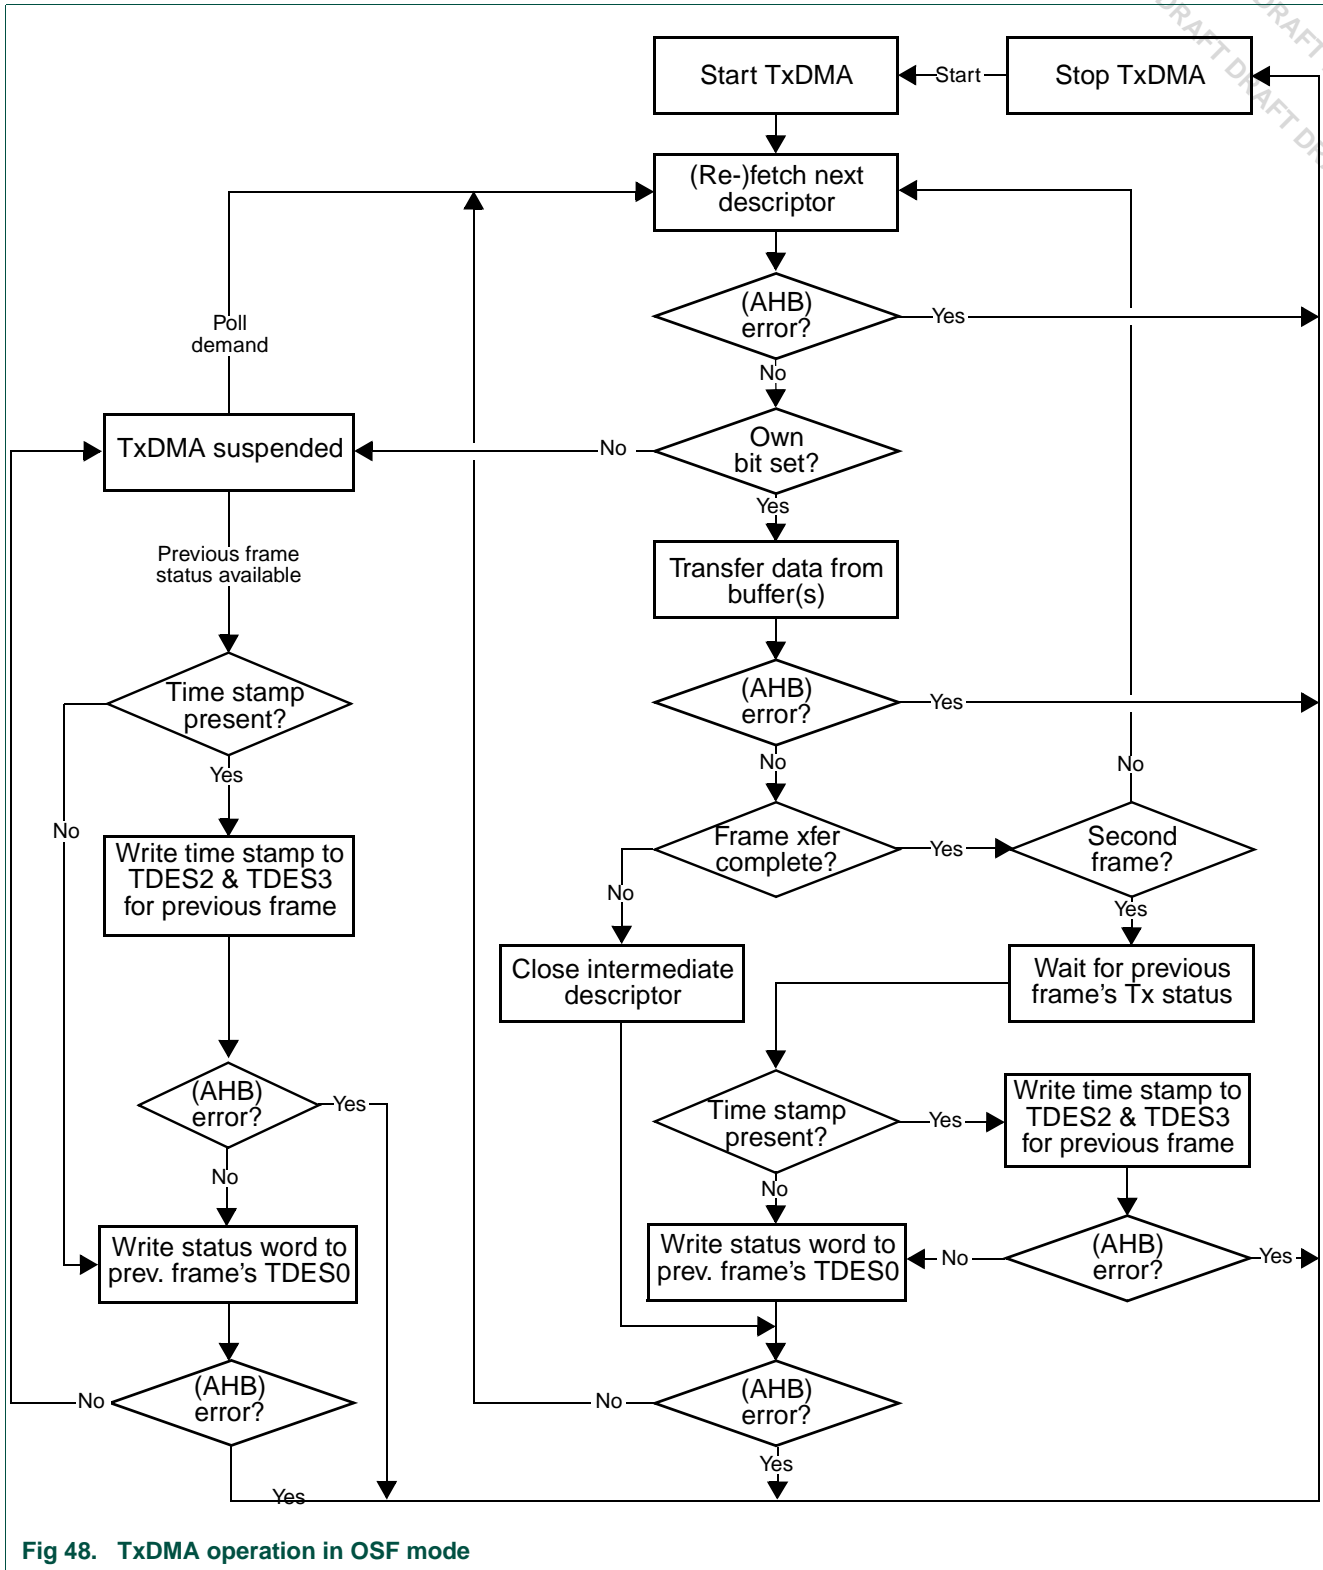 DRAFT
DRAFT DRAFT DR
Start TxDMA
Start
Stop TxDMA
(Re-)fetch next
descriptor
(AHB)
error?
Yes
Poll
demand
No
TxDMA suspended
No
Own
bit set?
Yes
Previous frame
status available
Transfer data from
buffer(s)
Time stamp
present?
(AHB)
error?
Yes
Yes
No
No
No
Write time stamp to
TDES2 & TDES3
for previous frame
Frame xfer
complete?
Yes
Second
frame?
No
Yes
Close intermediate
descriptor
Wait for previous
frame's Tx status
(AHB)
error?
Yes
Time stamp
present?
Yes
Write time stamp to
TDES2 & TDES3
for previous frame
No
No
Write status word to
prev. frame's TDES0
Write status word to
prev. frame's TDES0
No
(AHB)
error?
Yes
No
(AHB)
error?
No
(AHB)
error?
Yes
Yes
Fig 48. TxDMA operation in OSF mode